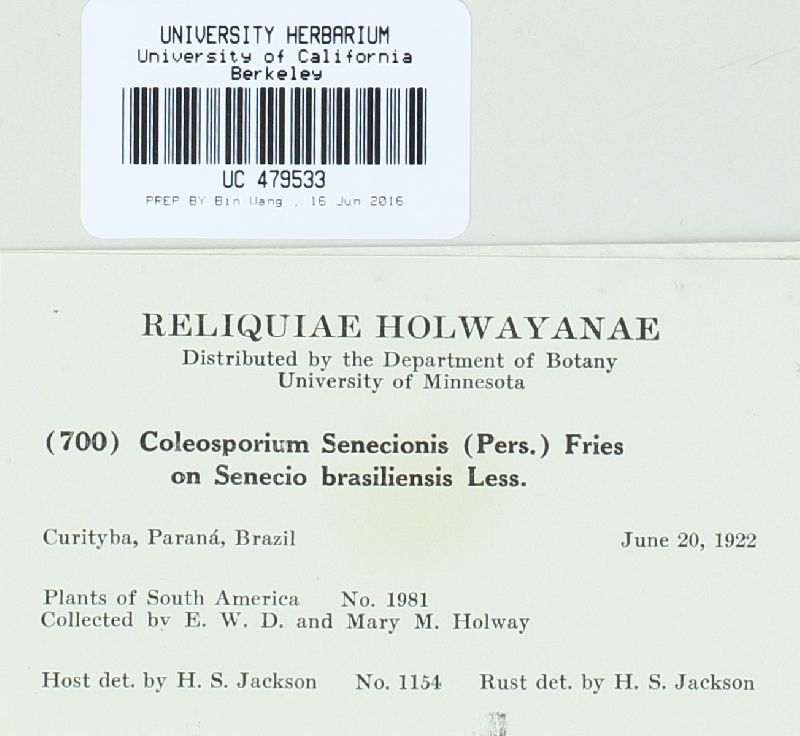 UNIVERSITY HERBARIUM
University of California
Berkeley
UC 479533
PREP BY Bin Wang , 16 Jun 2016
RELIQUIAE HOLWAYANAE
Distributed by the Department of Botany
University of Minnesota
(700) Coleosporium Senecionis (Pers.) Fries
on Senecio brasiliensis Less.
Curityba, Paraná, Brazil June 20, 1922
Plants of South America No. 1981
Collected by E. W. D. and Mary M. Holway
Host det. by H. S. Jackson No. 1154 Rust det. by H. S. Jackson